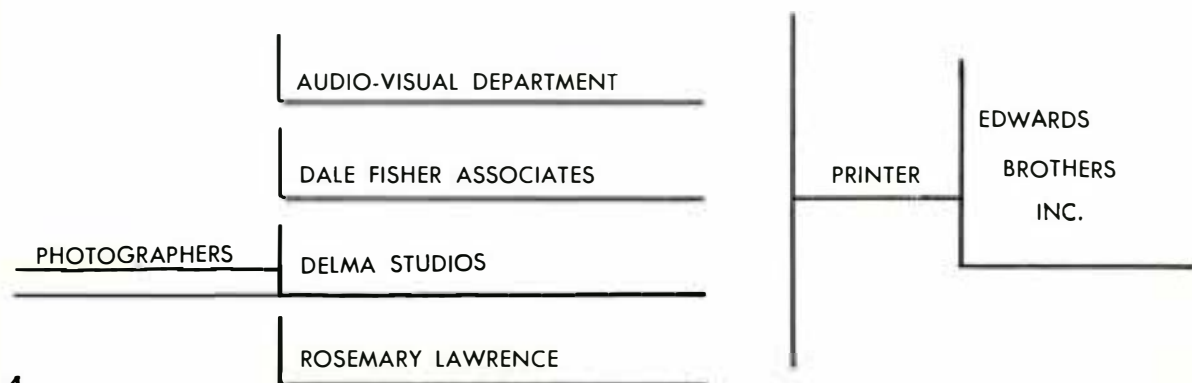 AUDIO-VISUAL DEPARTMENT
DALE FISHER ASSOCIATES
PHOTOGRAPHERS
DELMA STUDIOS
ROSEMARY LAWRENCE
PRINTER
EDWARDS
BROTHERS
INC.